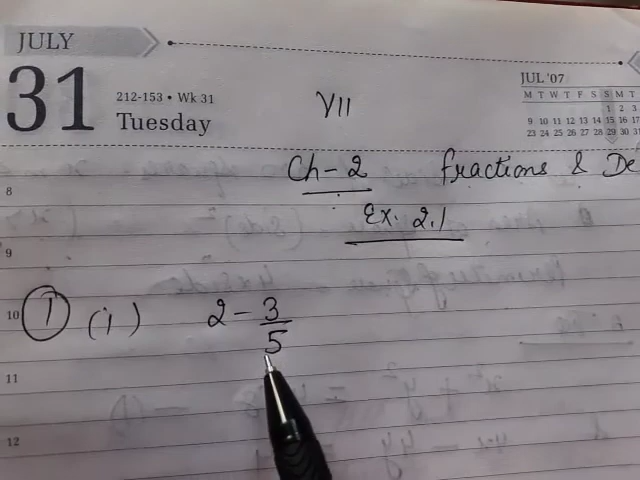 JULY
31
212-153 • Wk 31
Tuesday
VII
JUL '07
M T W T F S S M T
1 2 3
9 10 11 12 13 14 15 16 17
23 24 25 26 27 28 29 30 31
Ch-2 fractions & De
Ex. 2.1
8
9
10
① (i) 2 - 3/5
11
12